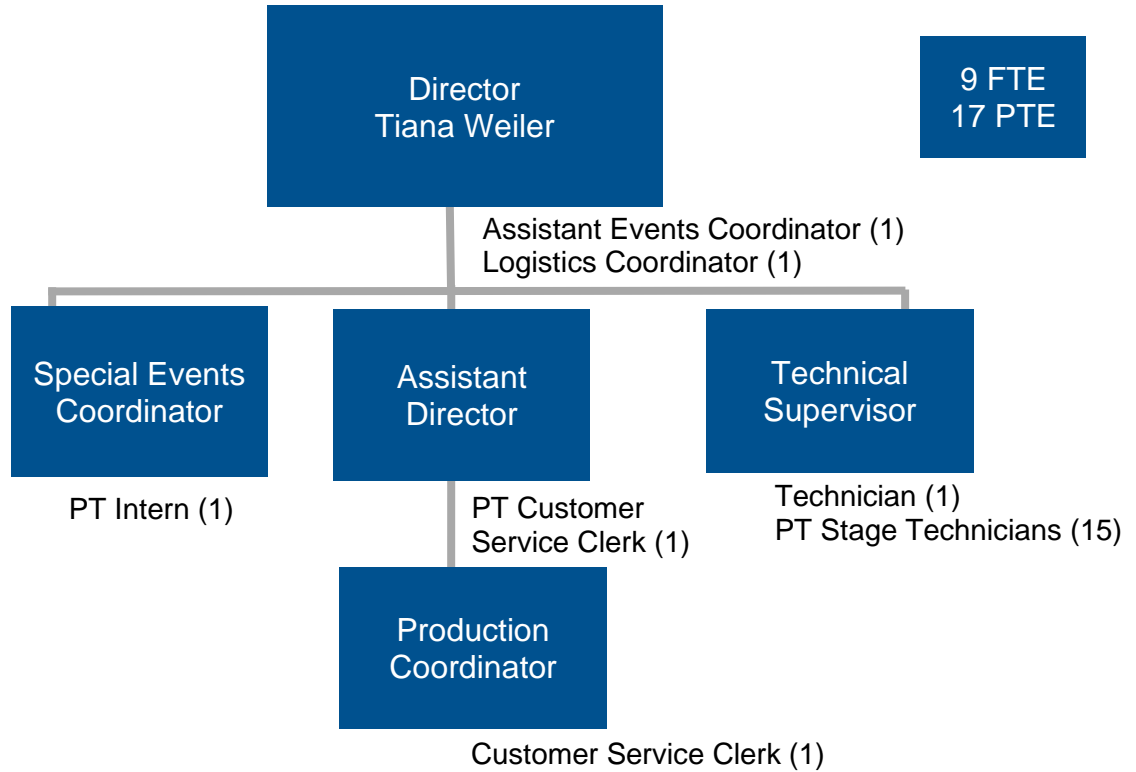 Director
Tiana Weiler
9 FTE
17 PTE
Assistant Events Coordinator (1)
Logistics Coordinator (1)
Special Events
Coordinator
Assistant
Director
Technical
Supervisor
PT Intern (1)
PT Customer
Service Clerk (1)
Technician (1)
PT Stage Technicians (15)
Production
Coordinator
Customer Service Clerk (1)